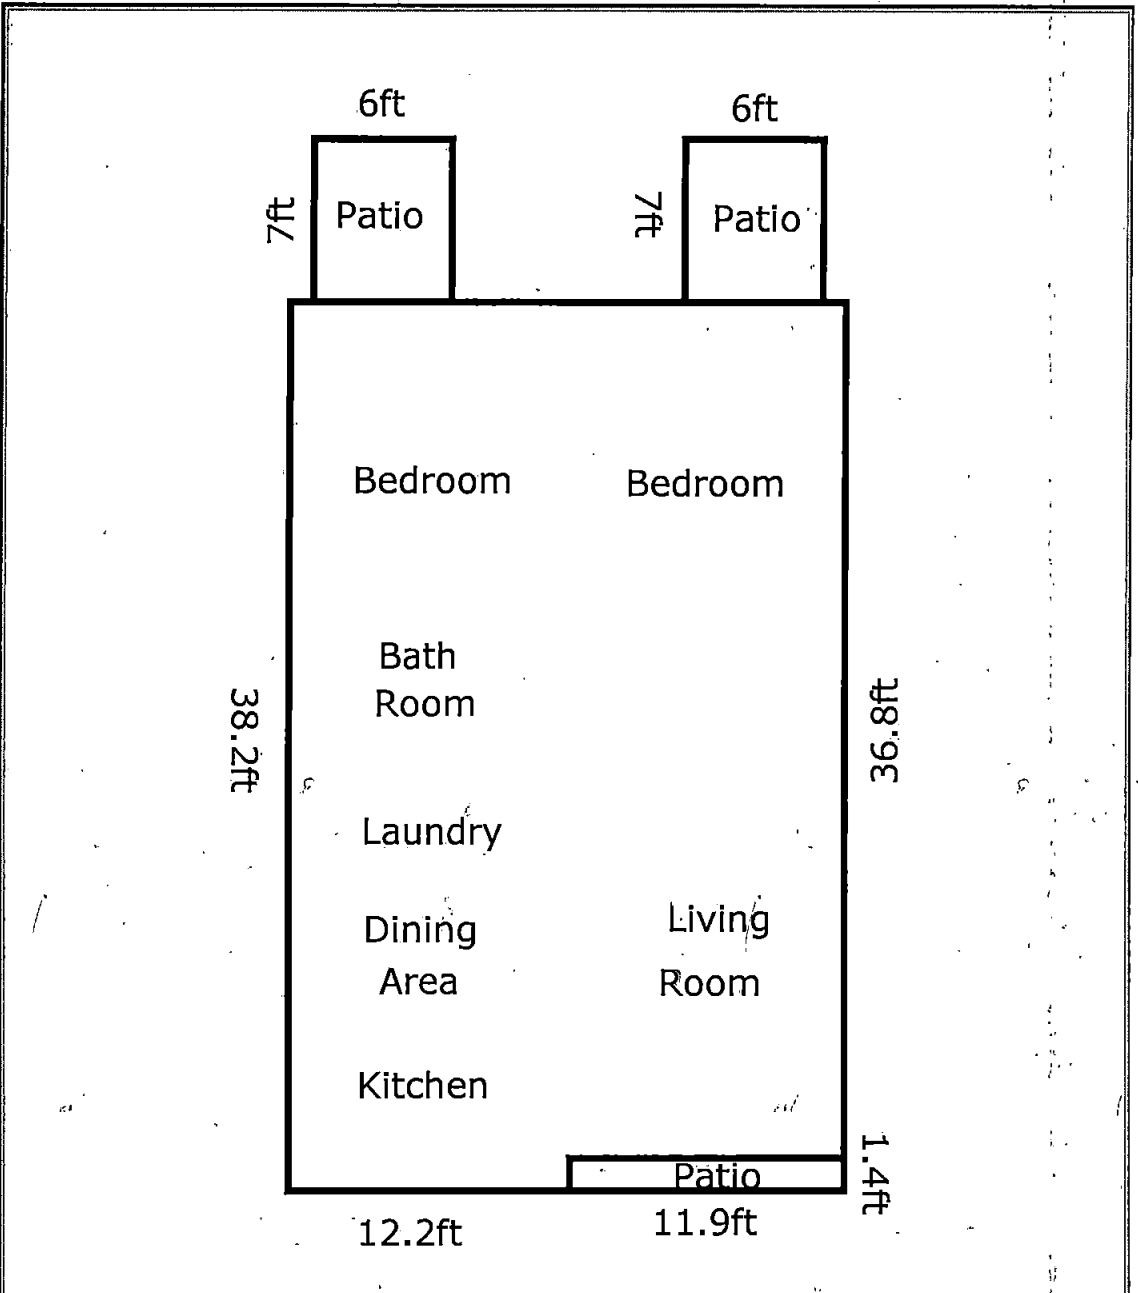 6ft
6ft
7ft
Patio
7ft
Patio
Bedroom
Bedroom
Bath
Room
38.2ft
36.8ft
Laundry
Dining
Area
Living
Room
Kitchen
Patio
1.4ft
12.2ft
11.9ft